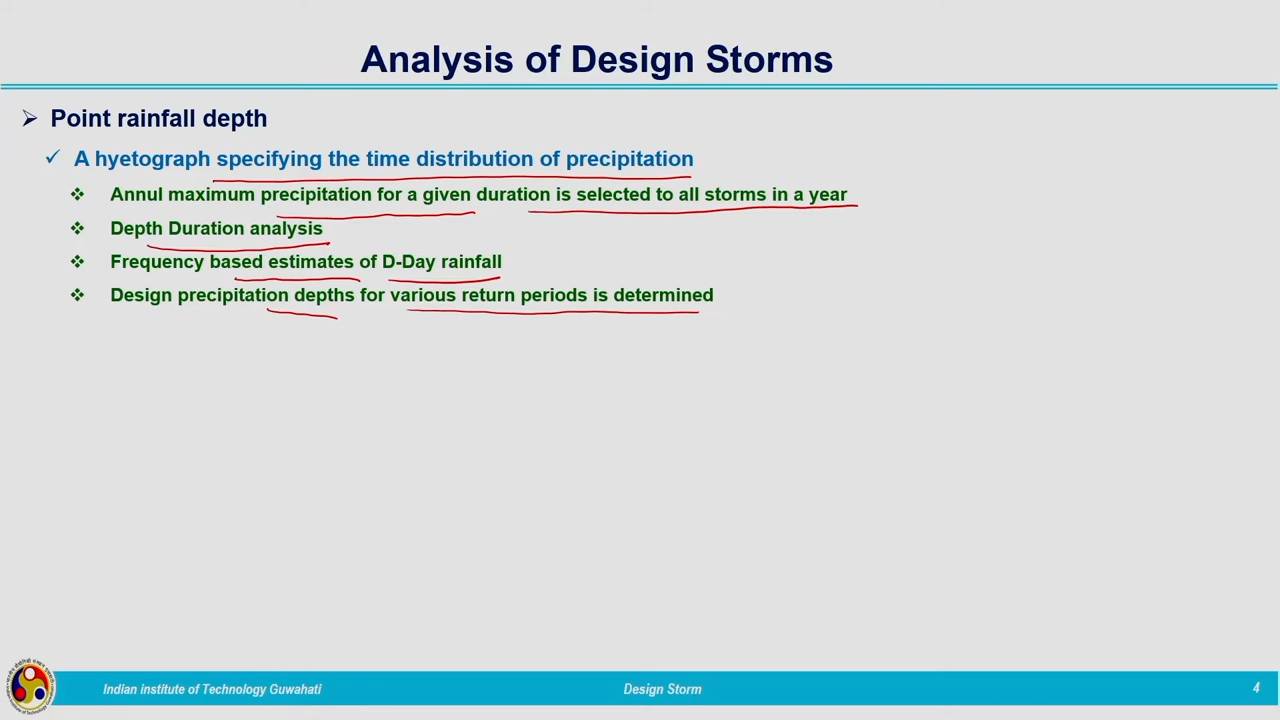 Analysis of Design Storms
Point rainfall depth
A hyetograph specifying the time distribution of precipitation
Annul maximum precipitation for a given duration is selected to all storms in a year
Depth Duration analysis
Frequency based estimates of D-Day rainfall
Design precipitation depths for various return periods is determined
Indian institute of Technology Guwahati
Design Storm
4